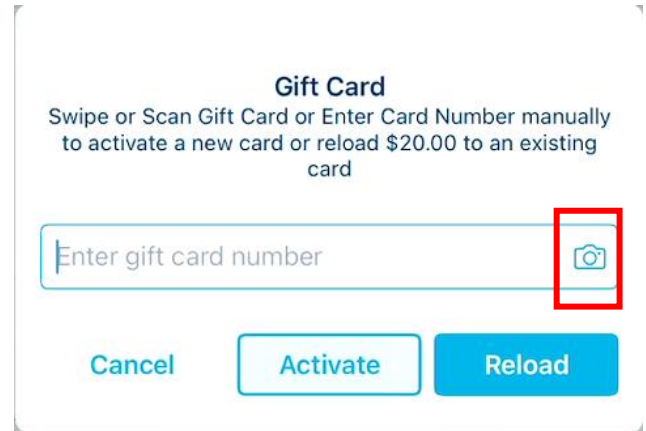 Gift Card
Swipe or Scan Gift Card or Enter Card Number manually
to activate a new card or reload $20.00 to an existing
card
Enter gift card number
Cancel
Activate
Reload